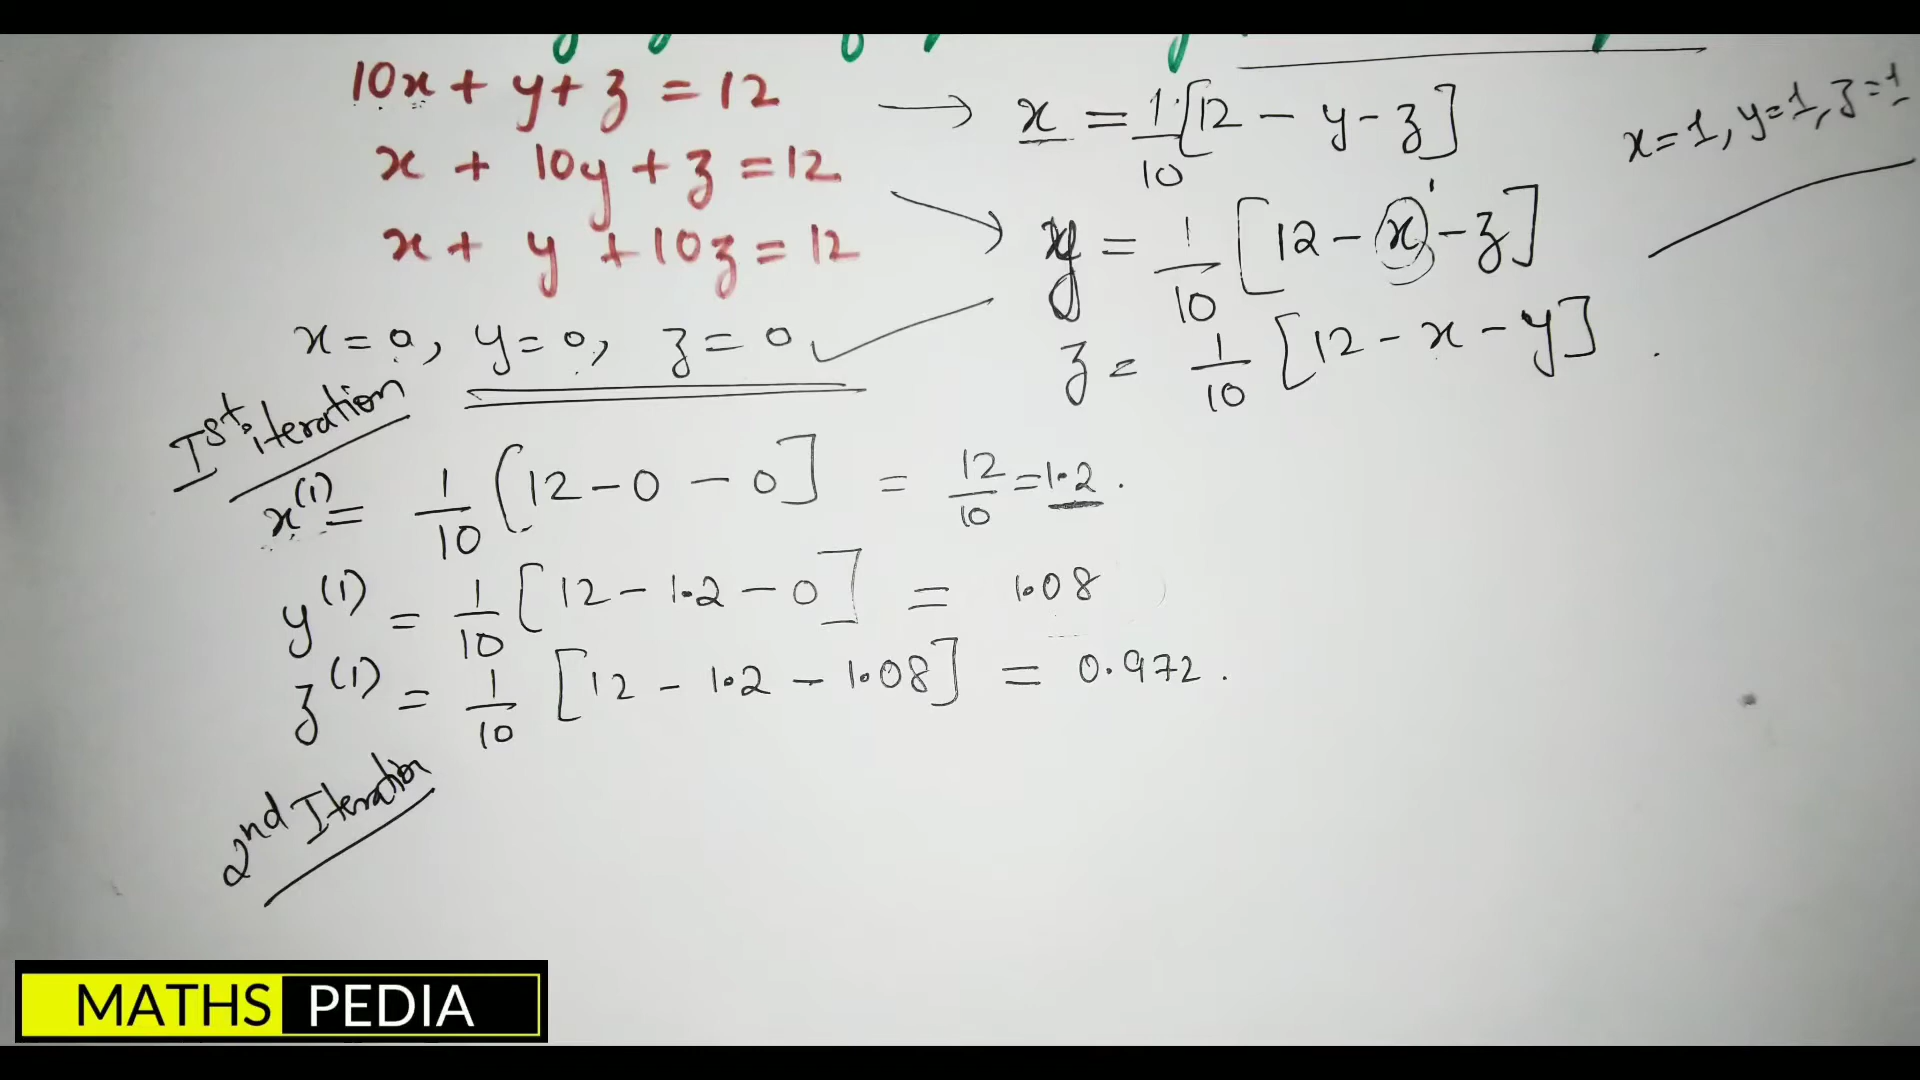 10x + y + z = 12 → x = 1/10 [12 - y - z]
x = 1, y = 1, z = 1
x + 10y + z = 12 → y = 1/10 [12 - x - z]
x + y + 10z = 12
x = 0, y = 0, z = 0 ✓
z = 1/10 [12 - x - y]
Ist iteration
x(1) = 1/10 [12 - 0 - 0] = 12/10 = 1.2.
y(1) = 1/10 [12 - 1.2 - 0] = 1.08
z(1) = 1/10 [12 - 1.2 - 1.08] = 0.972.
2nd Iteration
MATHS PEDIA